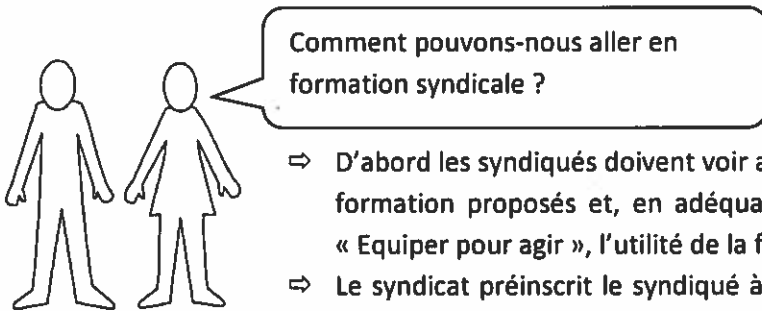 Comment pouvons-nous aller en
formation syndicale ?
⇨ D'abord les syndiqués doivent voir
formation proposés et, en
« Equiper pour agir », l'utilité de la
⇨ Le syndicat préinscrit le syndiqué à